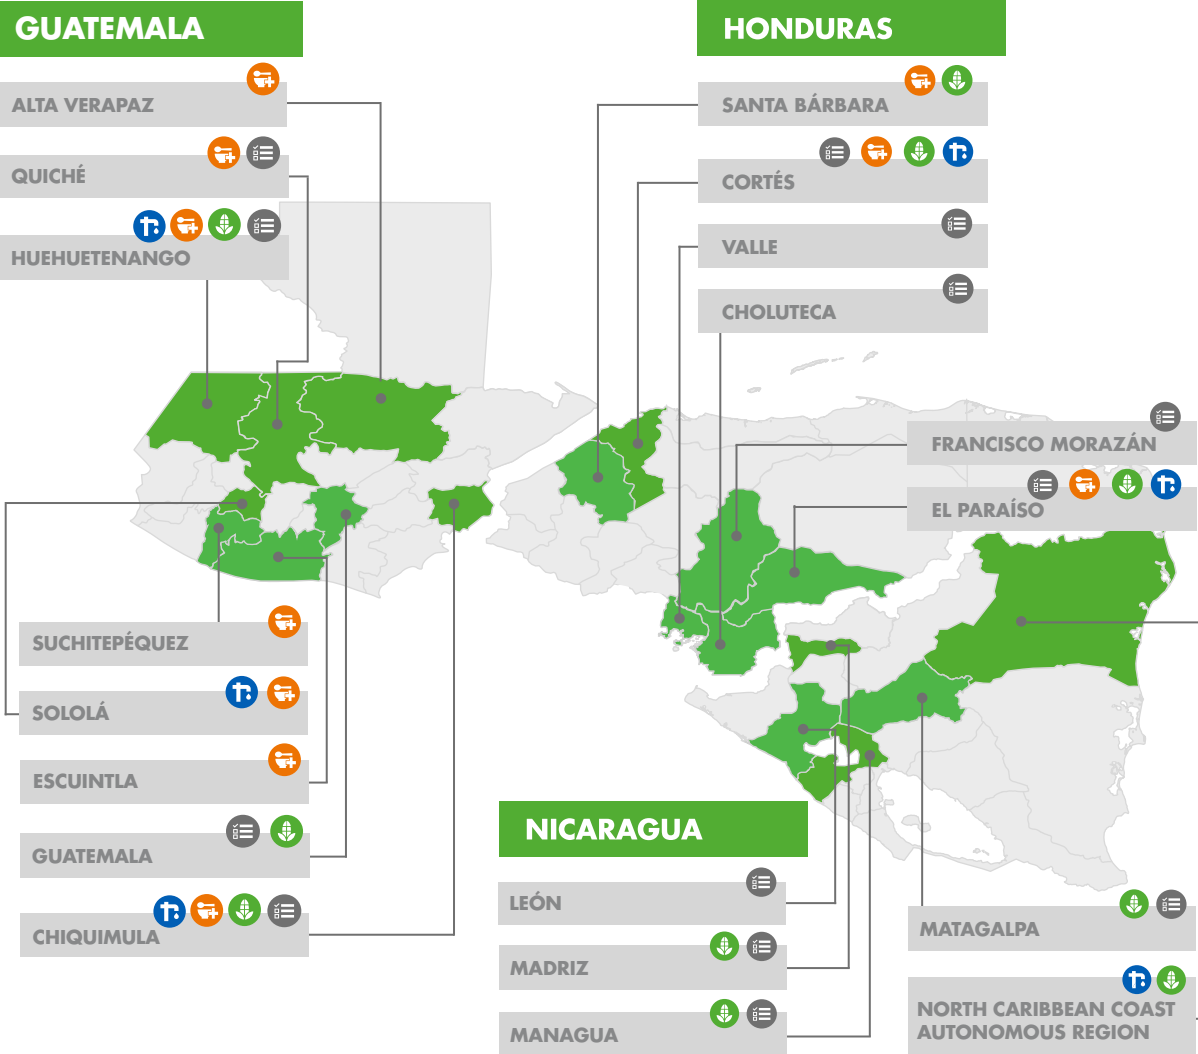 GUATEMALA
ALTA VERAPAZ
QUICHÉ
HUEHUETENANGO
SUCHITEPÉQUEZ
SOLOLÁ
ESCUINTLA
GUATEMALA
CHIQUIMULA
HONDURAS
SANTA BÁRBARA
CORTÉS
VALLE
CHOLUTECA
FRANCISCO MORAZÁN
EL PARAÍSO
NICARAGUA
LEÓN
MADRIZ
MANAGUA
MATAGALPA
NORTH CARIBBEAN COAST
AUTONOMOUS REGION